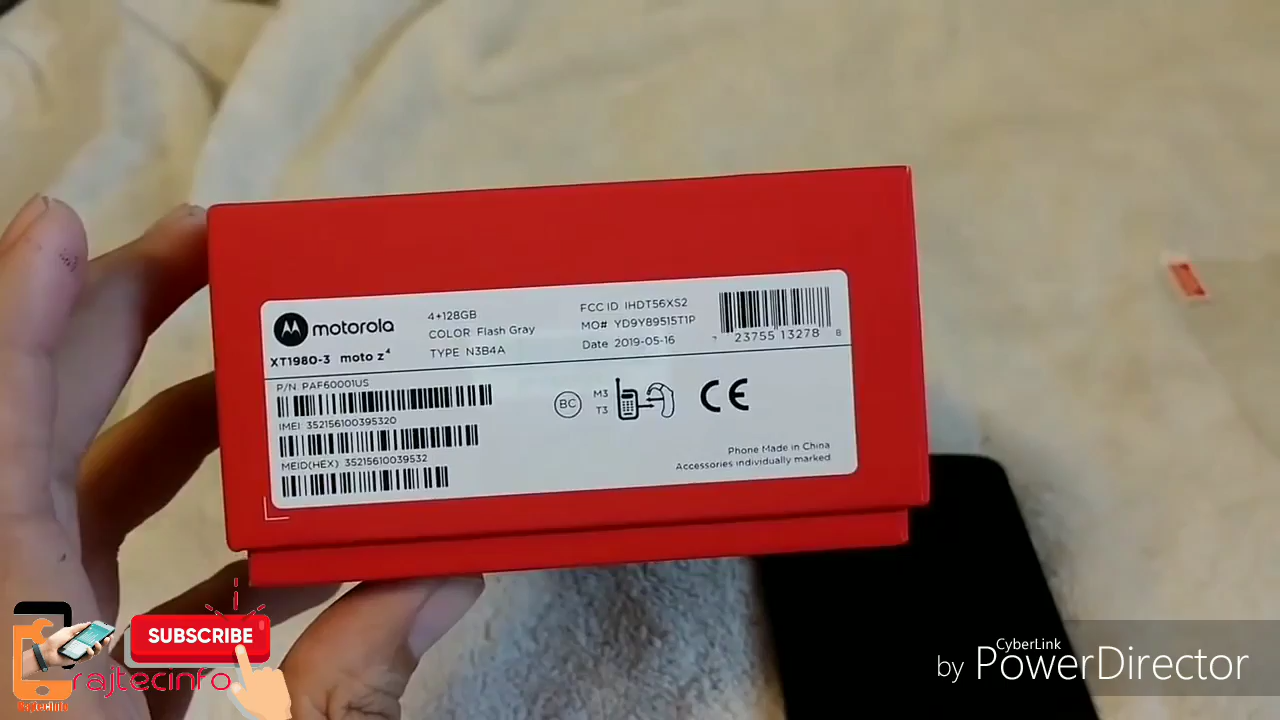 motorola
XT1980-3 moto z⁴
4+128GB
COLOR Flash Gray
TYPE N3B4A
FCC ID IHDT56XS2
MO# YD9Y89515T1P
Date 2019-05-16
7 23755 13278 8
P/N PAF60001US
IMEI 352156100395320
MEID(HEX) 35215610039532
BC
M3
T3
CE
Phone Made in China
Accessories individually marked.
SUBSCRIBE
rajtecinfo
CyberLink
by PowerDirector